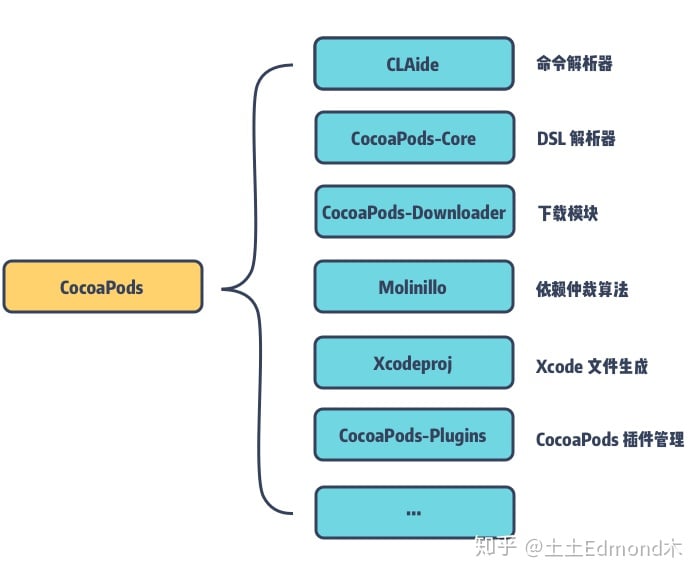 CLAide 命令解析器
CocoaPods-Core DSL 解析器
CocoaPods-Downloader 下载模块
CocoaPods
Molinillo 依赖仲裁算法
Xcodeproj Xcode 文件生成
CocoaPods-Plugins CocoaPods 插件管理
...
知乎 @土土Edmond木